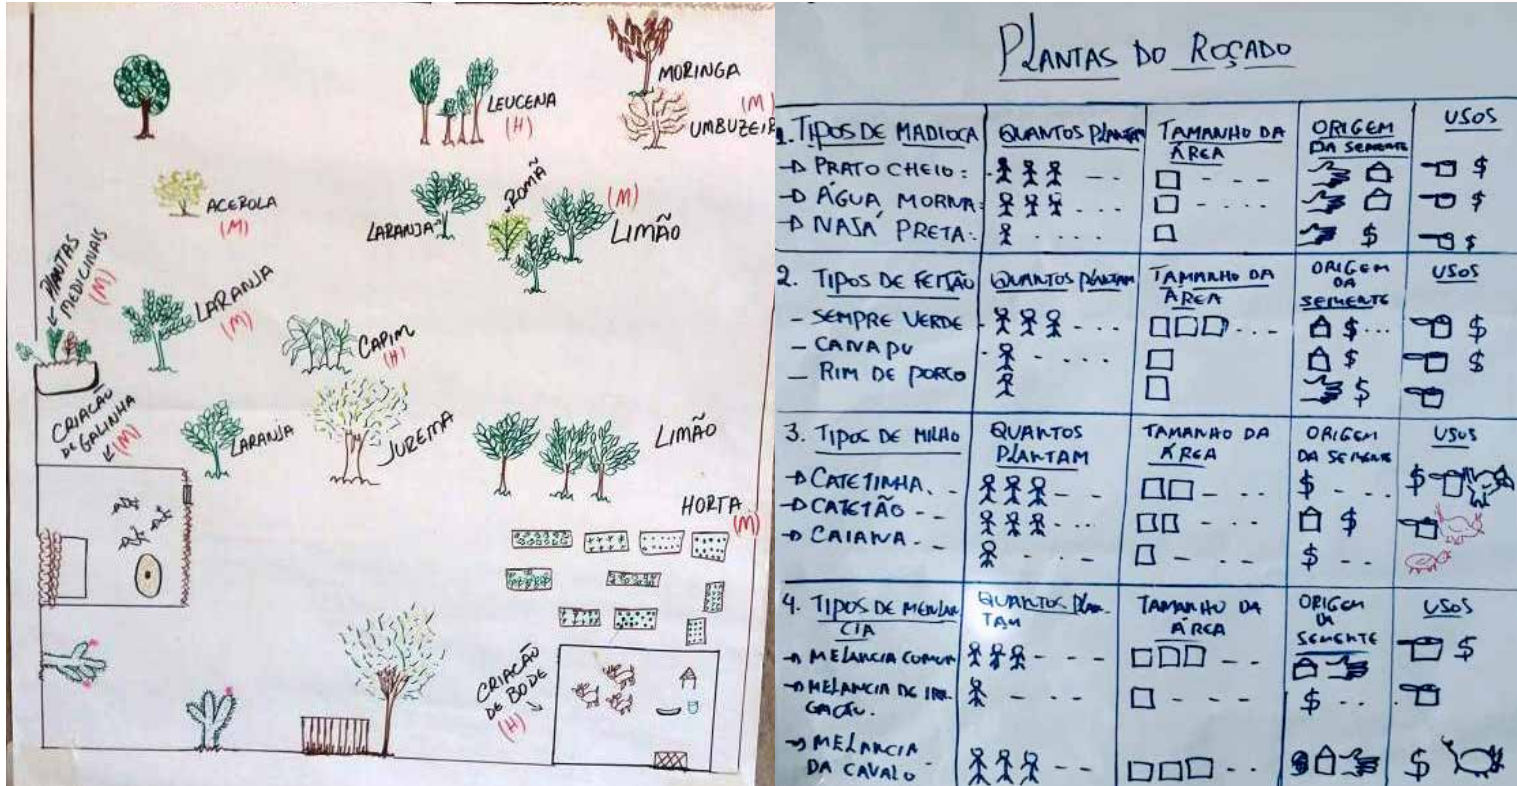 MORINGA
(M)
UMBUZEIR
LEUCENA
(H)
ROMÃ
(M)
LIMÃO
LARANJA
ACEROLA
(M)
PLANTAS
MEDICINAIS
(M)
LARANJA
(M)
CAPIM
(H)
CRIAÇÃO
DE GALINHA
(M)
LARANJA
JUREMA
LIMÃO
HORTA
(M)
CRIAÇÃO
DE BODE
(H)
PLANTAS DO ROÇADO
1. TIPOS DE MADIOCA QUANTOS PLANTAM TAMANHO DA ÁREA ORIGEM DA SEMENTE USOS
PRATO CHEIO: $
ÁGUA MORNA: $
NAJÁ PRETA: $ $
2. TIPOS DE FEIJÃO QUANTOS PLANTAM TAMANHO DA ÁREA ORIGEM DA SEMENTE USOS
- SEMPRE VERDE $ $
- CANAPU $ $
- RIM DE PORCO $
3. TIPOS DE MILHO QUANTOS PLANTAM TAMANHO DA ÁREA ORIGEM DA SEMENTE USOS
CATETINHA $ $
CATETÃO $
CAIANA $
4. TIPOS DE MELANCIA QUANTOS PLANTAM TAMANHO DA ÁREA ORIGEM DA SEMENTE USOS
MELANCIA COMUM $
MELANCIA DE IRRIGAÇÃO. $
MELANCIA DA CAVALO $ $